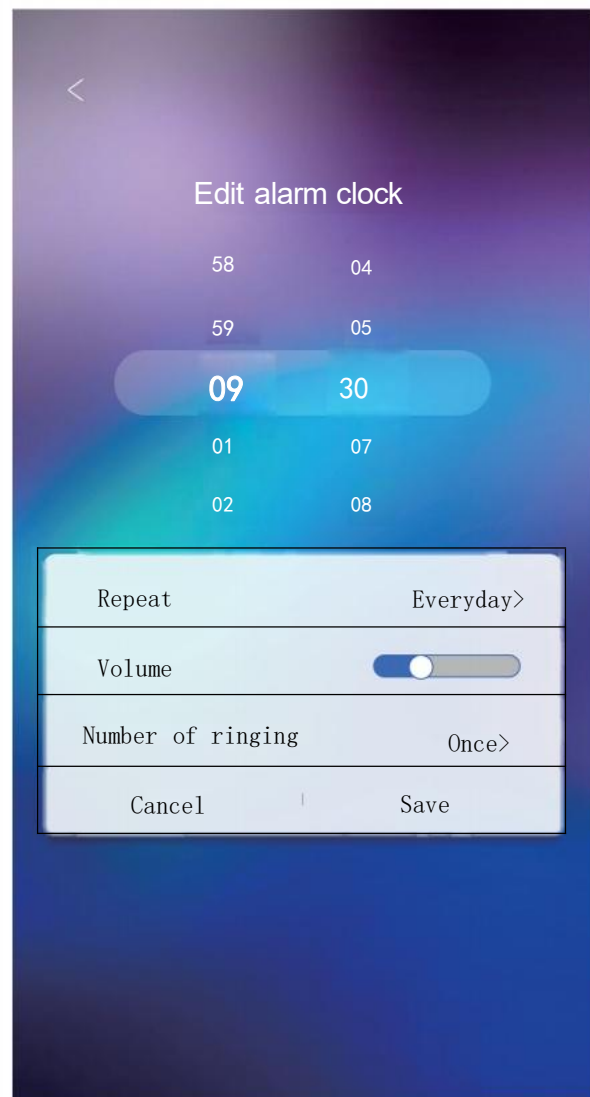 <
Edit alarm clock
58 04
59 05
09 30
01 07
02 08
Repeat Everyday>
Volume
Number of ringing Once>
Cancel Save